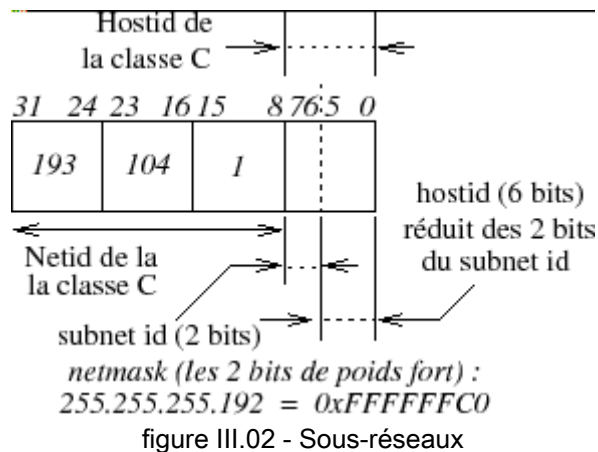 Hostid de
la classe C
31 24 23 16 15 8 7 6 5 0
193 104 1
hostid (6 bits)
réduit des 2 bits
du subnet id
Netid de la
la classe C
subnet id (2 bits)
netmask (les 2 bits de poids fort) :
255.255.255.192 = 0xFFFFFFC0
figure III.02 - Sous-réseaux